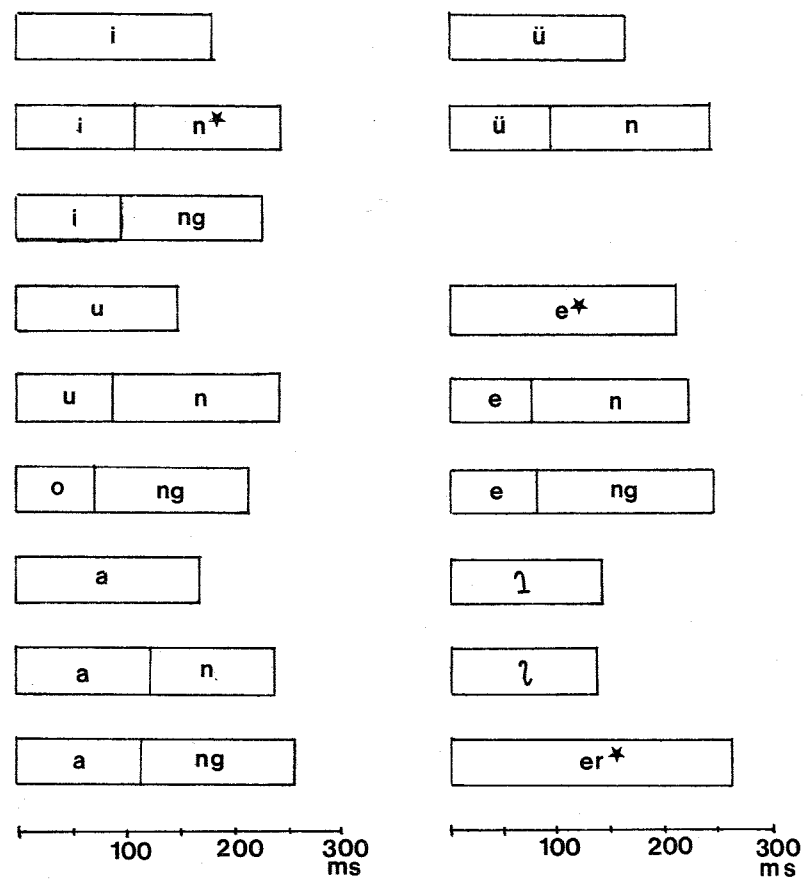 i
ü
i n★
ü n
i ng
u
e★
u n
e n
o ng
e ng
a
ʅ
a n
ɿ
a ng
er★
100 200 300
ms
100 200 300
ms